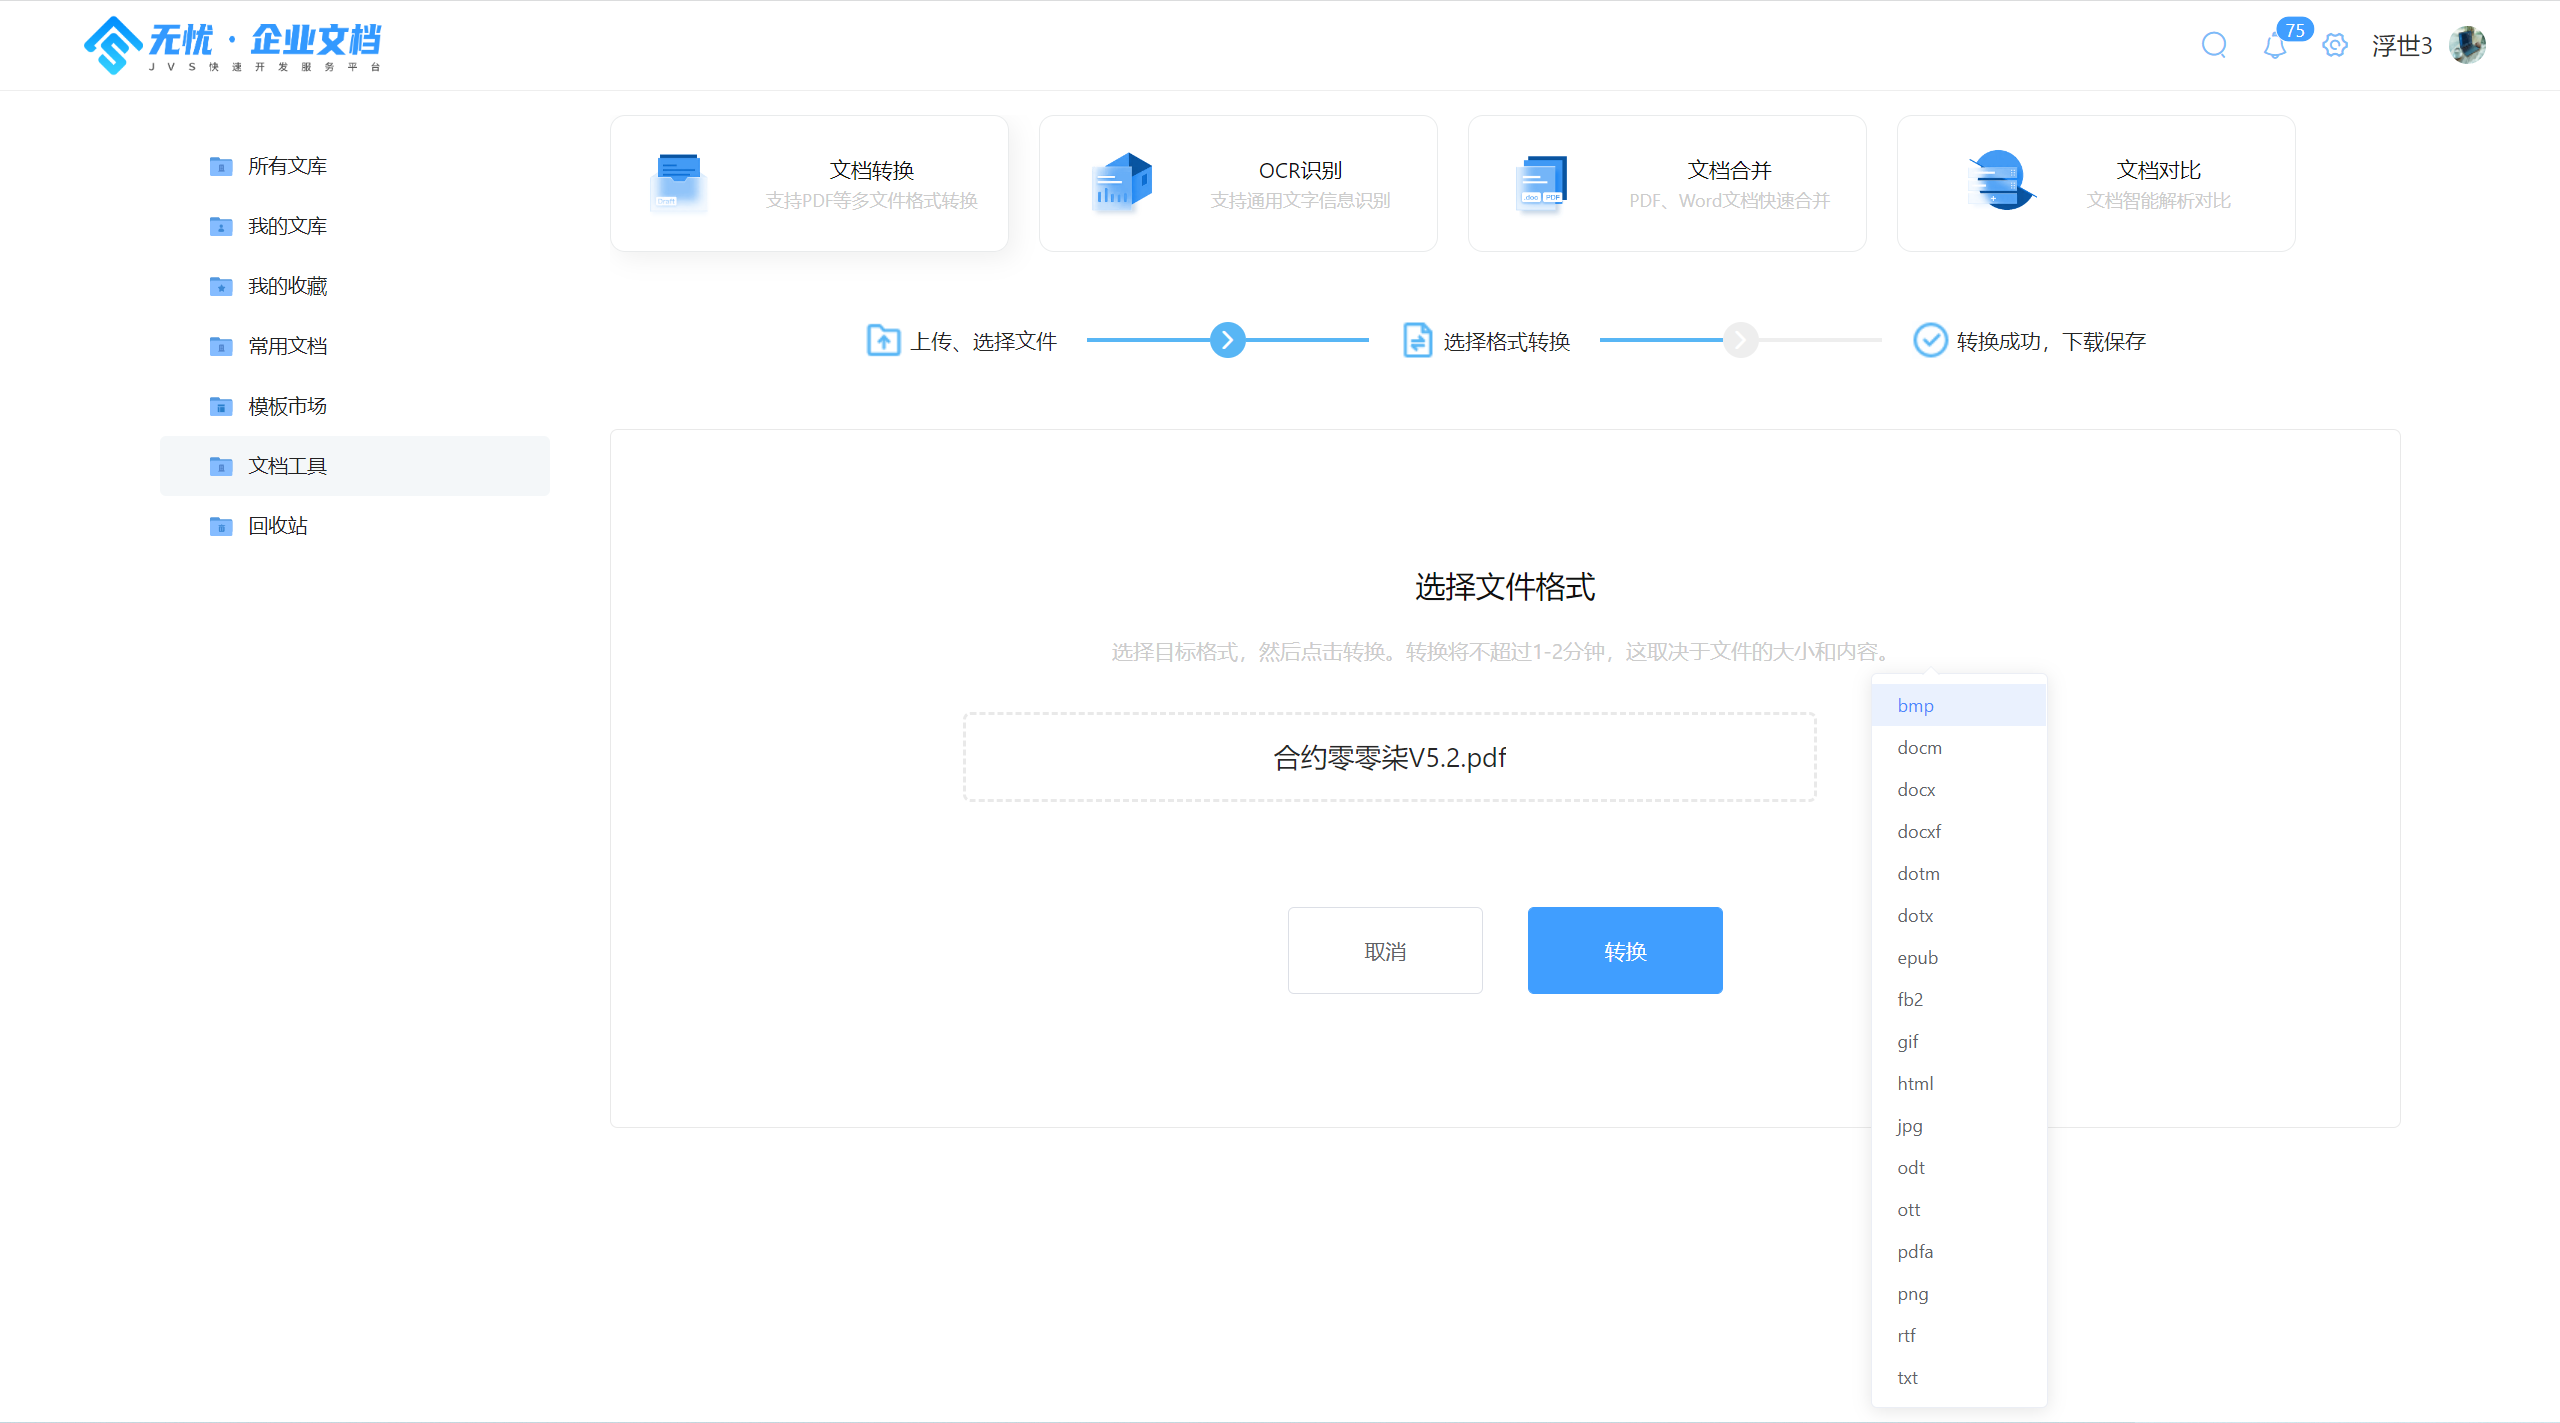 无忧·企业文档
JVS快速开发服务平台
75
浮世3
所有文库
我的文库
我的收藏
常用文档
模板市场
文档工具
回收站
Draft
文档转换
支持PDF等多文件格式转换
OCR识别
支持通用文字信息识别
.doc PDF
文档合并
PDF、Word文档快速合并
文档对比
文档智能解析对比
上传、选择文件
选择格式转换
转换成功，下载保存
选择文件格式
选择目标格式，然后点击转换。转换将不超过1-2分钟，这取决于文件的大小和内容。
合约零零柒V5.2.pdf
取消
转换
bmp
docm
docx
docxf
dotm
dotx
epub
fb2
gif
html
jpg
odt
ott
pdfa
png
rtf
txt